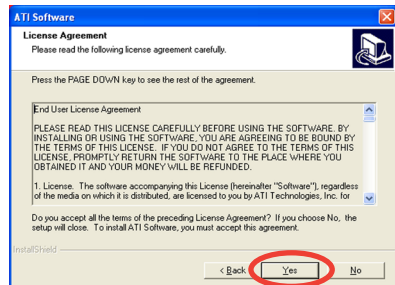 ATI Software
License Agreement
Please read the following license agreement carefully.
Press the PAGE DOWN key to see the rest of the agreement.
End User License Agreement
PLEASE READ THIS LICENSE CAREFULLY BEFORE USING THE SOFTWARE. BY
INSTALLING OR USING THE SOFTWARE, YOU ARE AGREEING TO BE BOUND BY
THE TERMS OF THIS LICENSE. IF YOU DO NOT AGREE TO THE TERMS OF THIS
LICENSE, PROMPTLY RETURN THE SOFTWARE TO THE PLACE WHERE YOU
OBTAINED IT AND YOUR MONEY WILL BE REFUNDED.
1. License. The software accompanying this License (hereinafter "Software"), regardless
of the media on which it is distributed, are licensed to you by ATI Technologies, Inc. for
Do you accept all the terms of the preceding License Agreement? If you choose No, the
setup will close. To install ATI Software, you must accept this agreement.
InstallShield
< Back Yes No